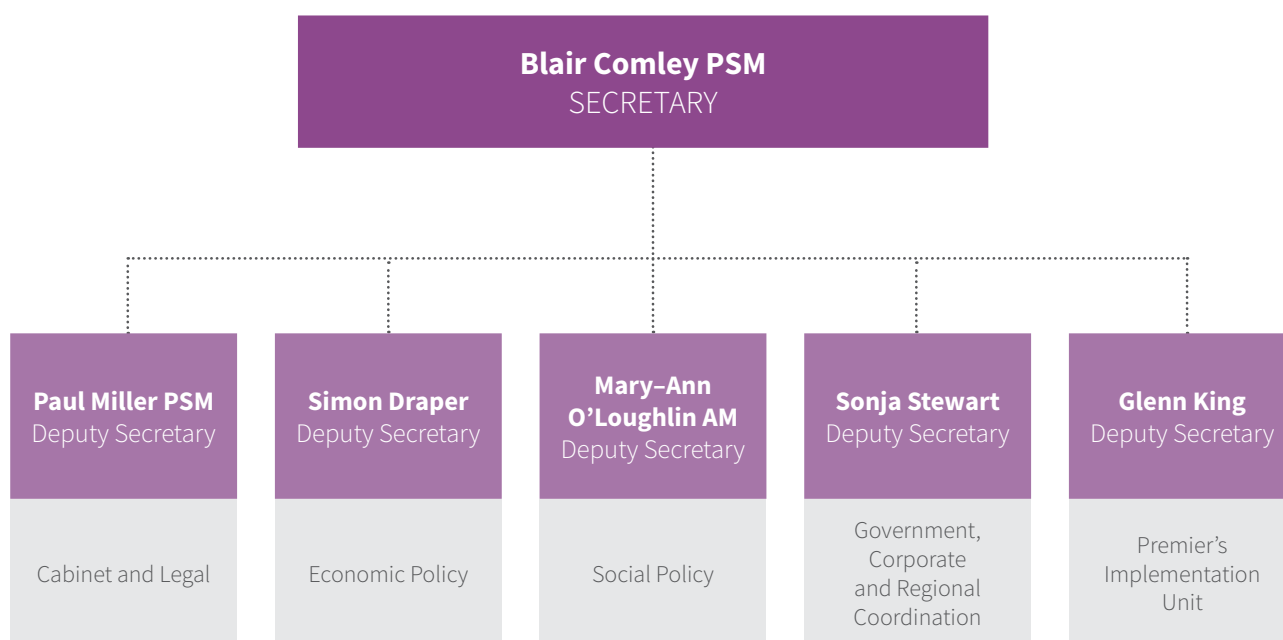 Blair Comley PSM
SECRETARY
Paul Miller PSM
Deputy Secretary
Cabinet and Legal
Simon Draper
Deputy Secretary
Economic Policy
Mary–Ann
O’Loughlin AM
Deputy Secretary
Social Policy
Sonja Stewart
Deputy Secretary
Government,
Corporate
and Regional
Coordination
Glenn King
Deputy Secretary
Premier’s
Implementation
Unit